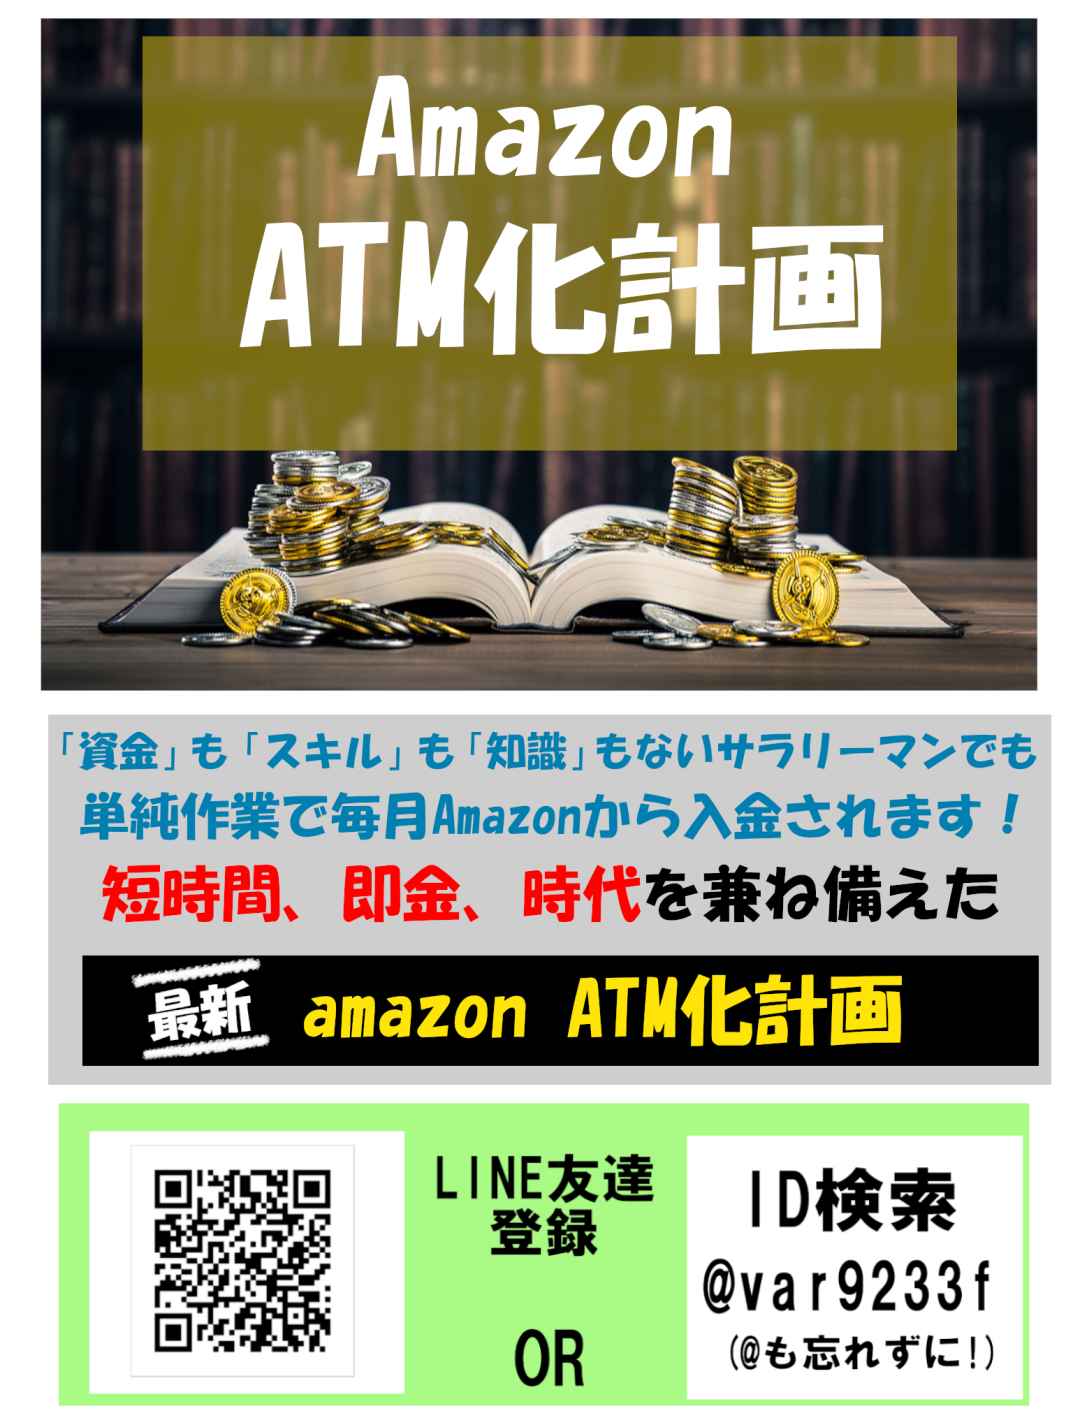 Amazon
ATM化計画
「資金」も「スキル」も「知識」もないサラリーマンでも
単純作業で毎月Amazonから入金されます！
短時間、即金、時代を兼ね備えた
最新 amazon ATM化計画
LINE友達
登録
OR
ID検索
@var9233f
(@も忘れずに!)